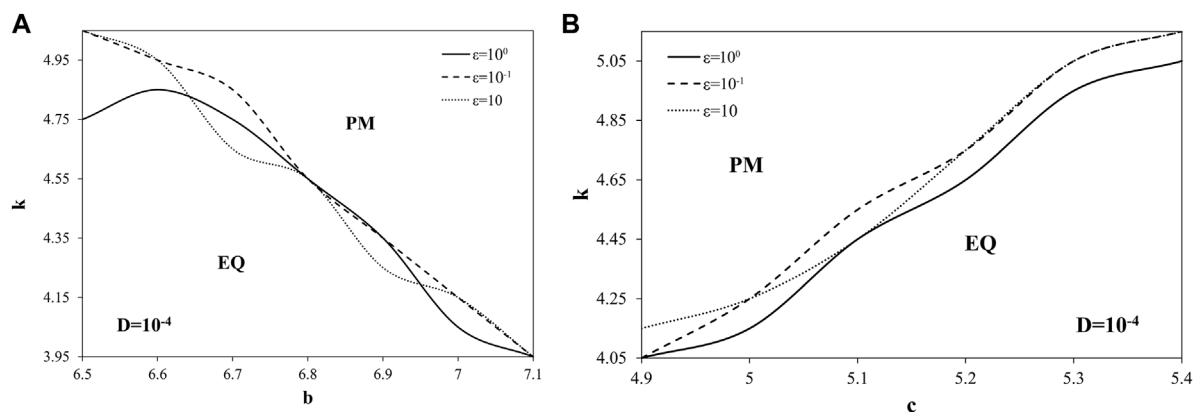 A
k
4.95
4.75
4.55
4.35
4.15
3.95
ε=10⁰
ε=10⁻¹
ε=10
PM
EQ
D=10⁻⁴
6.5 6.6 6.7 6.8 6.9 7 7.1
b
B
k
5.05
4.85
4.65
4.45
4.25
4.05
ε=10⁰
ε=10⁻¹
ε=10
PM
EQ
D=10⁻⁴
4.9 5 5.1 5.2 5.3 5.4
c